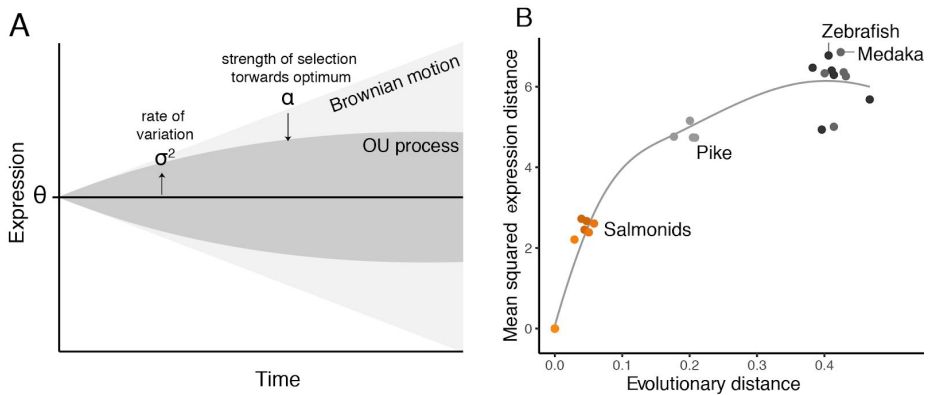 A
strength of selection
torwards optimum
α
Brownian motion
rate of
variation
σ²
OU process
θ
Expression
Time
B
Zebrafish
Medaka
Pike
Salmonids
6
4
2
0
0.0 0.1 0.2 0.3 0.4
Mean squared expression distance
Evolutionary distance